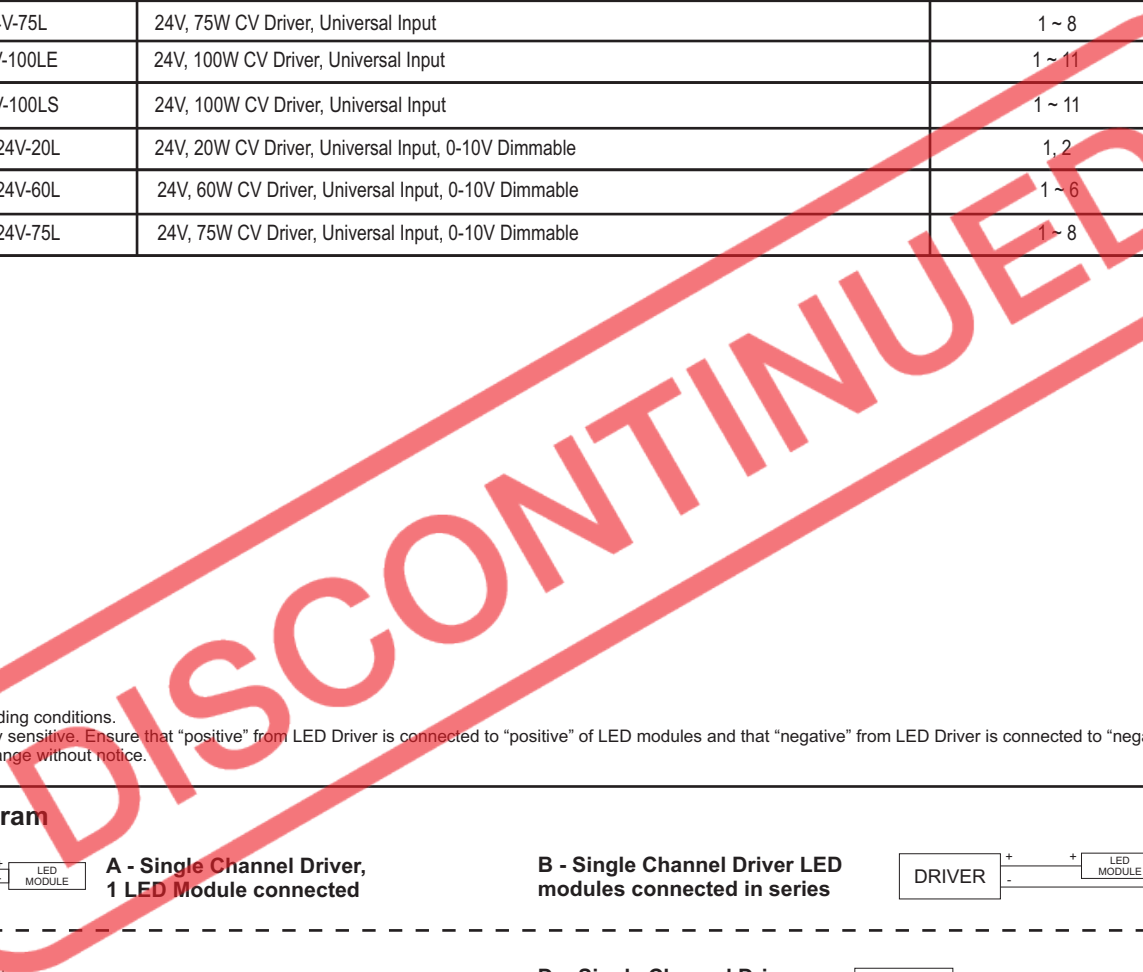 V-75L 24V, 75W CV Driver, Universal Input 1 ~ 8
-100LE 24V, 100W CV Driver, Universal Input 1 ~ 11
-100LS 24V, 100W CV Driver, Universal Input 1 ~ 11
24V-20L 24V, 20W CV Driver, Universal Input, 0-10V Dimmable 1, 2
24V-60L 24V, 60W CV Driver, Universal Input, 0-10V Dimmable 1 ~ 6
24V-75L 24V, 75W CV Driver, Universal Input, 0-10V Dimmable 1 ~ 8
DISCONTINUED
ding conditions.
y sensitive. Ensure that “positive” from LED Driver is connected to “positive” of LED modules and that “negative” from LED Driver is connected to “nega
ange without notice.
ram
+ LED
- MODULE
A - Single Channel Driver,
1 LED Module connected
B - Single Channel Driver LED
modules connected in series
DRIVER + -
+ LED
MODULE